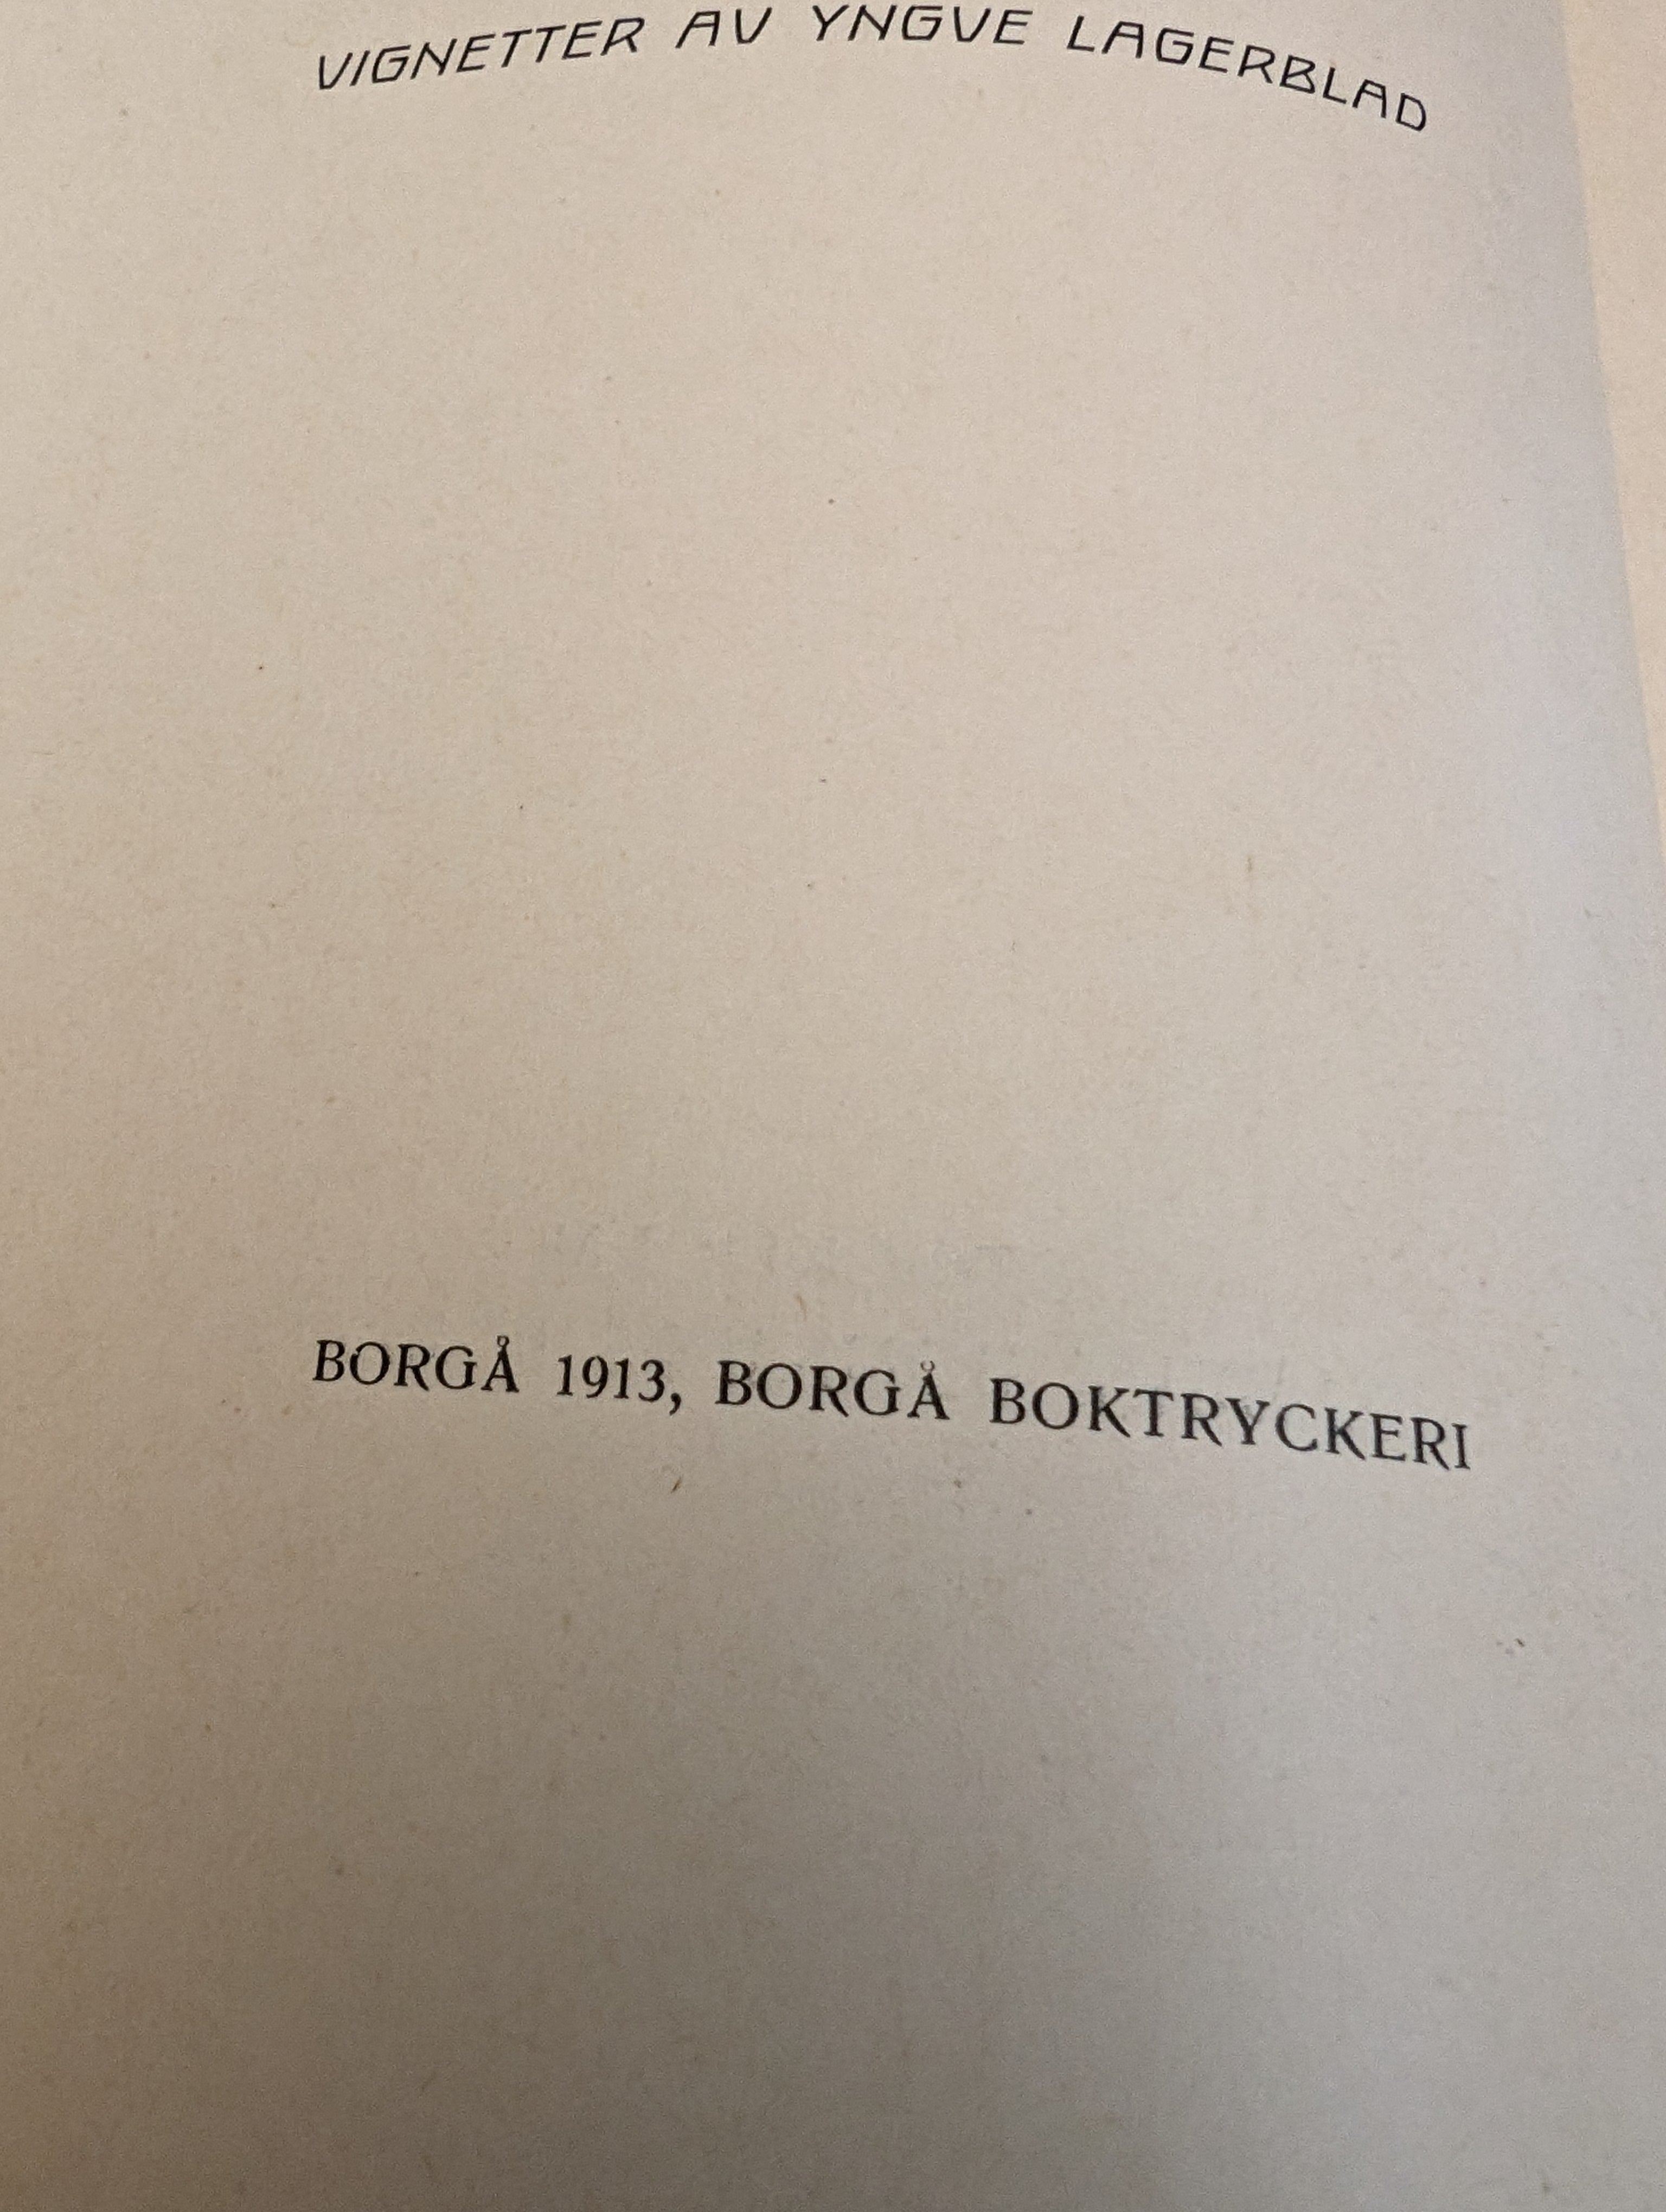 VIGNETTER AV YNGVE LAGERBLAD
BORGÅ 1913, BORGÅ BOKTRYCKERI